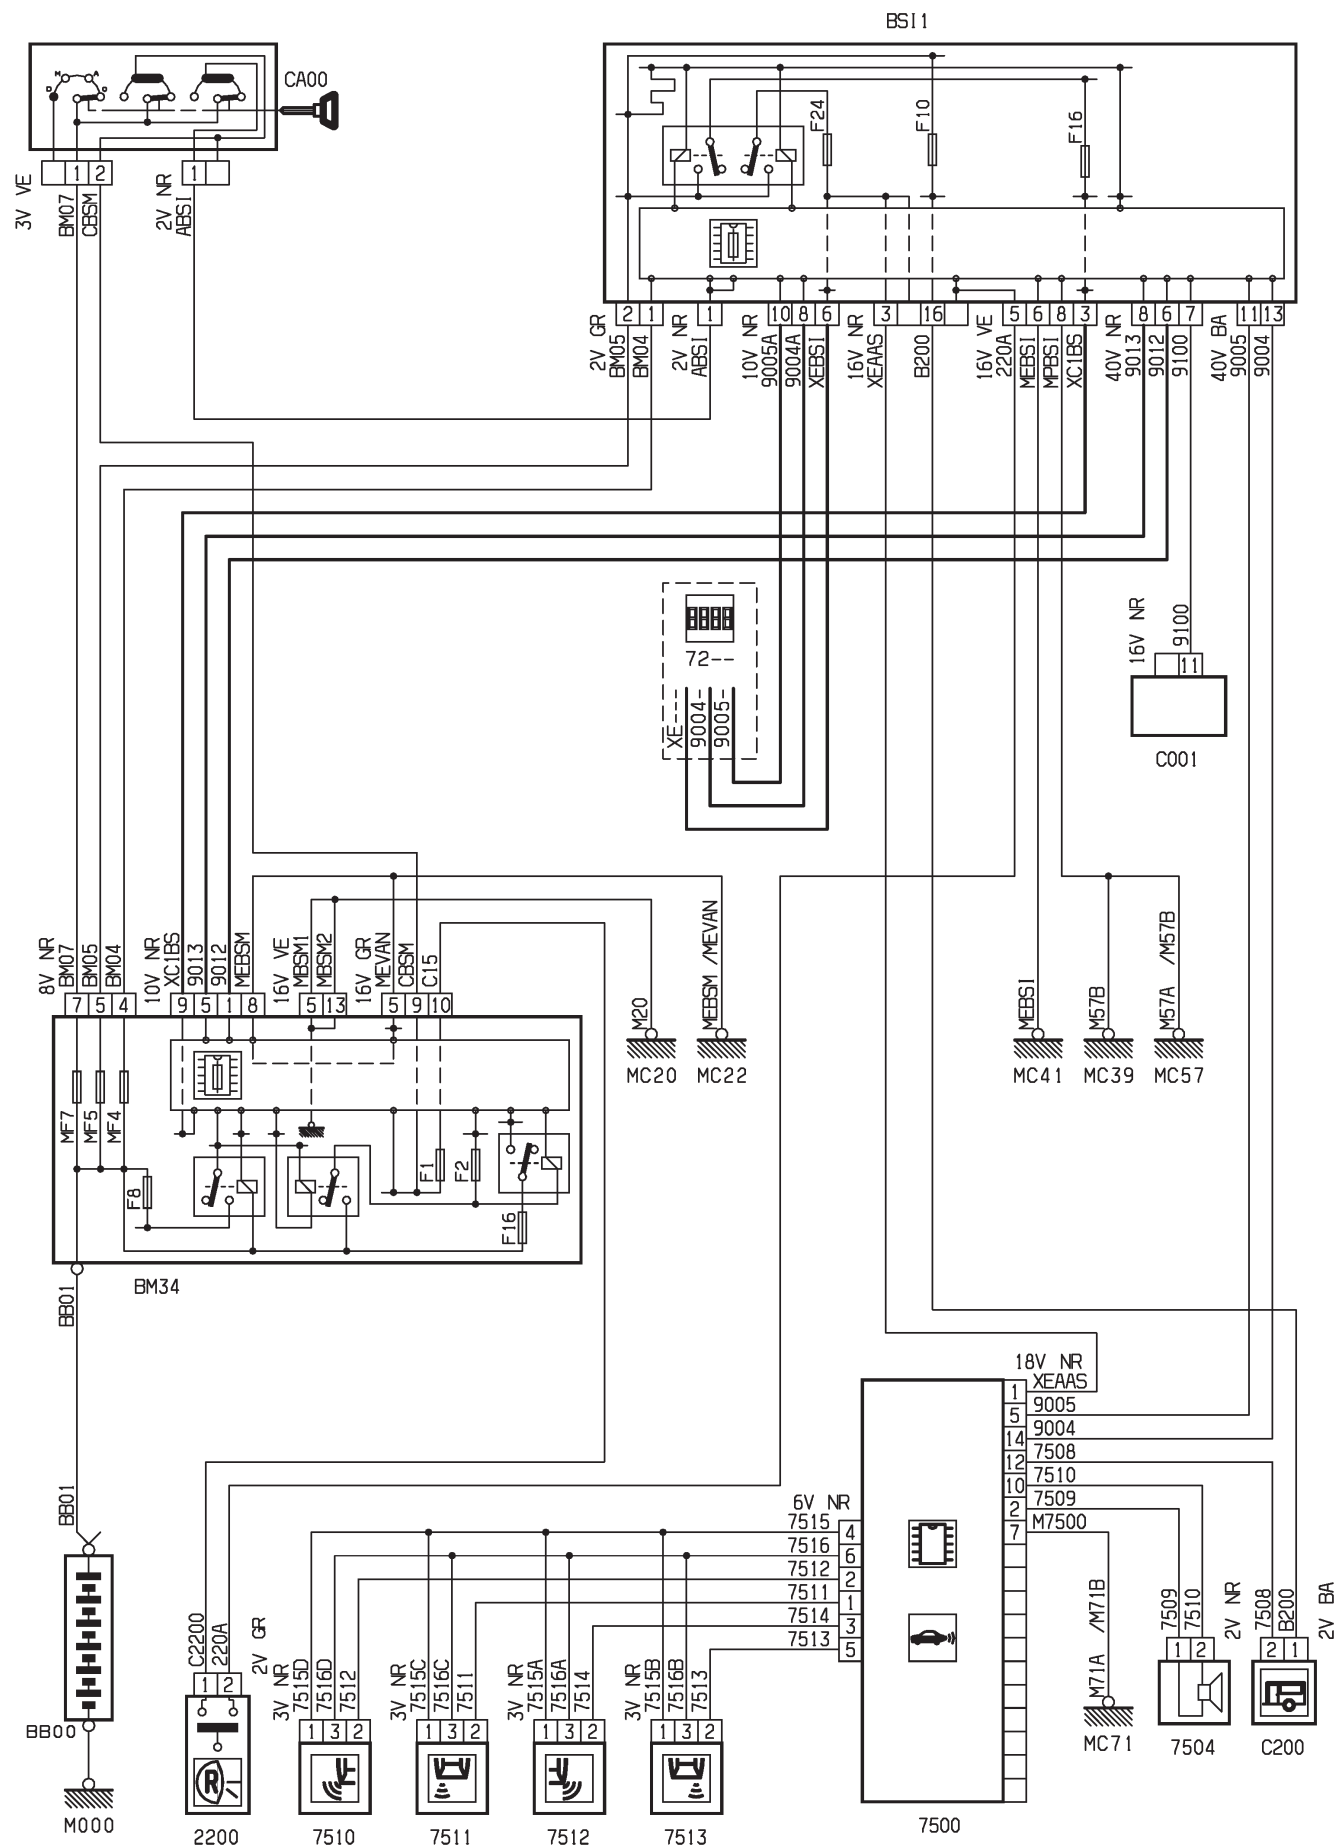 BSI1
CA00
M A
D D
3V VE
1 2
BM07
CBSM
2V NR
1
ABSI
F24
F10
F16
2V GR
2 1
BM05
BM04
2V NR
1
ABSI
10V NR
10 8 6
9005A
9004A
XEBSI
16V NR
3 16
XEAAS
B200
16V VE
5 6 8 3
220A
MEBSI
MPBSI
XC1BS
40V NR
8 6 7
9013
9012
9100
40V BA
11 13
9005
9004
72--
XE----
9004-
9005-
16V NR
9100
11
C001
8V NR
BM07
BM05
BM04
7 5 4
10V NR
XC1BS
9013
9012
MEBSM
9 5 1 8
16V VE
MBSM1
MBSM2
5 13
16V GR
MEVAN
CBSM
C15
5 9 10
M20
MC20
MEBSM /MEVAN
MC22
MEBSI
MC41
M57B
MC39
M57A /M57B
MC57
MF7
MF5
MF4
F8
F1
F2
F16
BM34
BB01
BB01
BB00
M000
18V NR
1 XEAAS
5 9005
14 9004
12 7508
10 7510
2 7509
7 M7500
6V NR
7515 4
7516 6
7512 2
7511 1
7514 3
7513 5
C2200
220A
2V GR
1 2
R
2200
3V NR
7515D
7516D
7512
1 3 2
7510
3V NR
7515C
7516C
7511
1 3 2
7511
3V NR
7515A
7516A
7514
1 3 2
7512
3V NR
7515B
7516B
7513
1 3 2
7513
7500
M71A /M71B
MC71
7509
7510
2V NR
1 2
7504
7508
B200
2V BA
2 1
C200